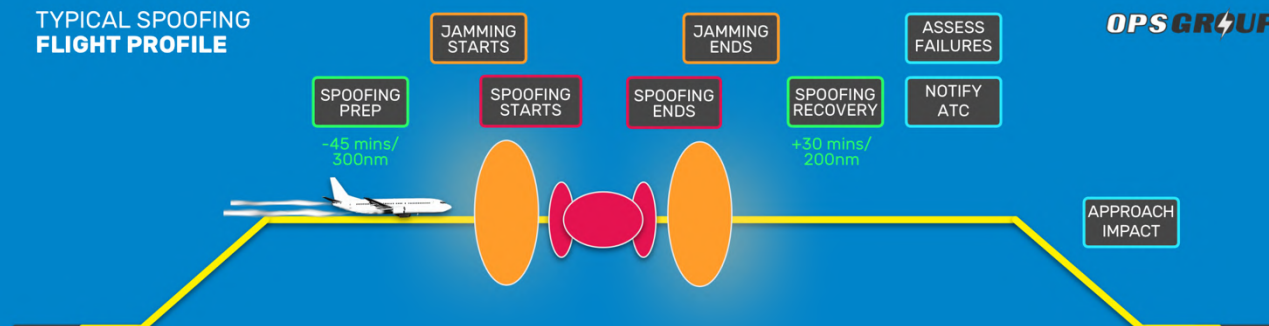 TYPICAL SPOOFING
FLIGHT PROFILE
JAMMING
STARTS
JAMMING
ENDS
ASSESS
FAILURES
OPSGROUP
SPOOFING
PREP
SPOOFING
STARTS
SPOOFING
ENDS
SPOOFING
RECOVERY
NOTIFY
ATC
-45 mins/
300nm
+30 mins/
200nm
APPROACH
IMPACT